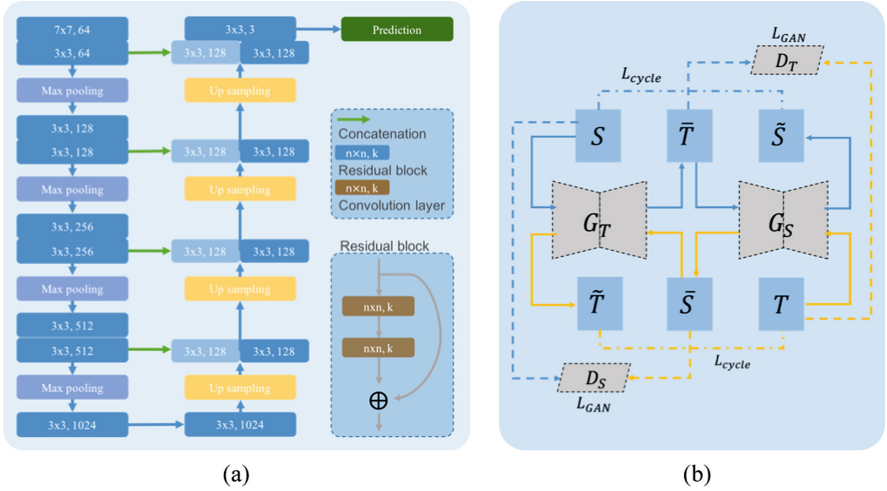 7x7, 64
3x3, 64
Max pooling
3x3, 128
3x3, 128
Max pooling
3x3, 256
3x3, 256
Max pooling
3x3, 512
3x3, 512
Max pooling
3x3, 1024
3x3, 3
3x3, 128 3x3, 128
Up sampling
3x3, 128 3x3, 128
Up sampling
3x3, 128 3x3, 128
Up sampling
3x3, 128 3x3, 128
Up sampling
3x3, 1024
Prediction
Concatenation
n×n, k
Residual block
n×n, k
Convolution layer
Residual block
n×n, k
n×n, k
⊕
(a)
L_GAN
D_T
L_cycle
S T̄ S̃
G_T G_S
T̃ S̄ T
L_cycle
D_S
L_GAN
(b)